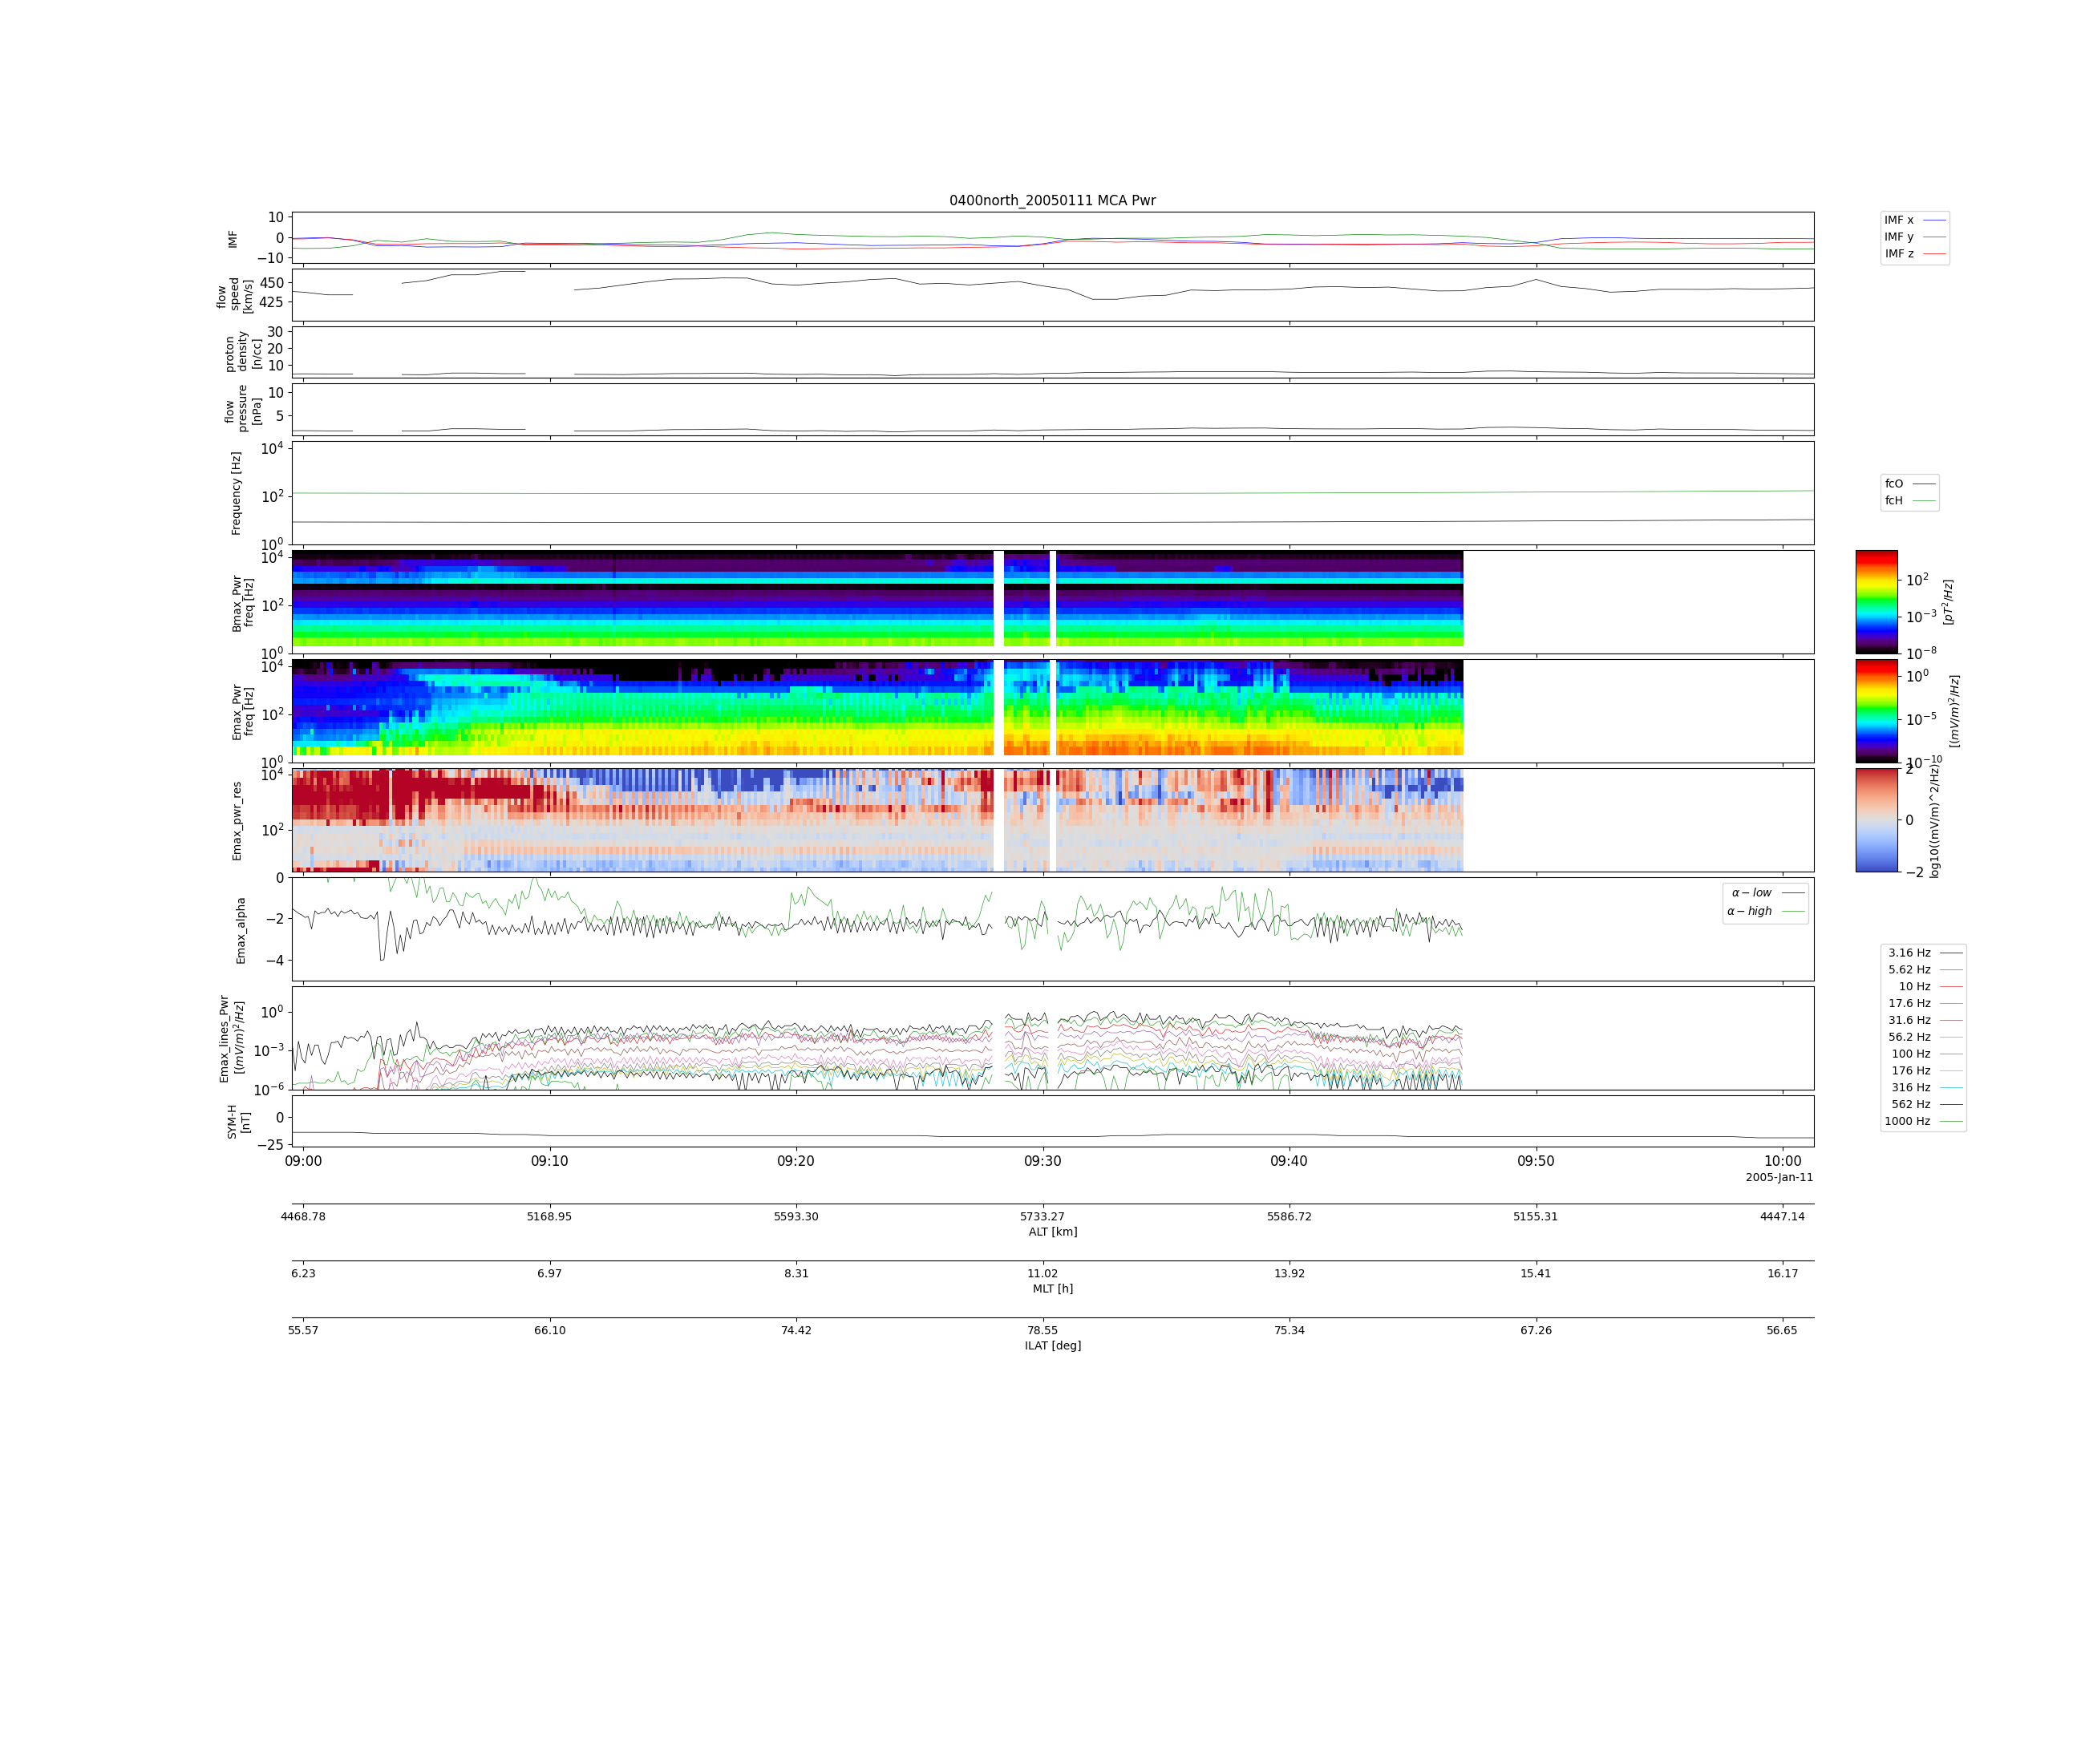 0400north_20050111 MCA Pwr
10
0
−10
IMF
IMF x
IMF y
IMF z
450
425
flow
speed
[km/s]
30
20
10
proton
density
[n/cc]
10
5
flow
pressure
[nPa]
10^4
10^2
10^0
Frequency [Hz]
fcO
fcH
10^4
10^2
10^0
Bmax_Pwr
freq [Hz]
10^2
10^−3
10^−8
[pT^2/Hz]
10^4
10^2
10^0
Emax_Pwr
freq [Hz]
10^0
10^−5
10^−10
[(mV/m)^2/Hz]
10^4
10^2
Emax_pwr_res
2
0
−2
log10((mV/m)^2/Hz)
0
−2
−4
Emax_alpha
α − low
α − high
10^0
10^−3
10^−6
Emax_lines_Pwr
[(mV/m)^2/Hz]
3.16 Hz
5.62 Hz
10 Hz
17.6 Hz
31.6 Hz
56.2 Hz
100 Hz
176 Hz
316 Hz
562 Hz
1000 Hz
0
−25
SYM-H
[nT]
09:00 09:10 09:20 09:30 09:40 09:50 10:00
2005-Jan-11
4468.78 5168.95 5593.30 5733.27 5586.72 5155.31 4447.14
ALT [km]
6.23 6.97 8.31 11.02 13.92 15.41 16.17
MLT [h]
55.57 66.10 74.42 78.55 75.34 67.26 56.65
ILAT [deg]